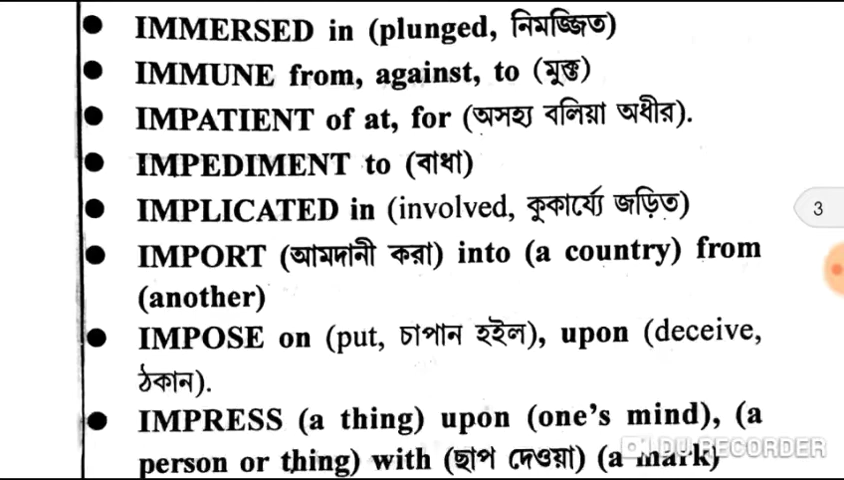 IMMERSED in (plunged, নিমজ্জিত)
IMMUNE from, against, to (মুক্ত)
IMPATIENT of at, for (অসহ্য বলিয়া অধীর).
IMPEDIMENT to (বাধা)
IMPLICATED in (involved, কুকার্য্যে জড়িত)
IMPORT (আমদানী করা) into (a country) from
(another)
IMPOSE on (put, চাপান হইল), upon (deceive,
ঠকান).
IMPRESS (a thing) upon (one's mind), (a
person or thing) with (ছাপ দেওয়া) (a mark)
3
DU RECORDER